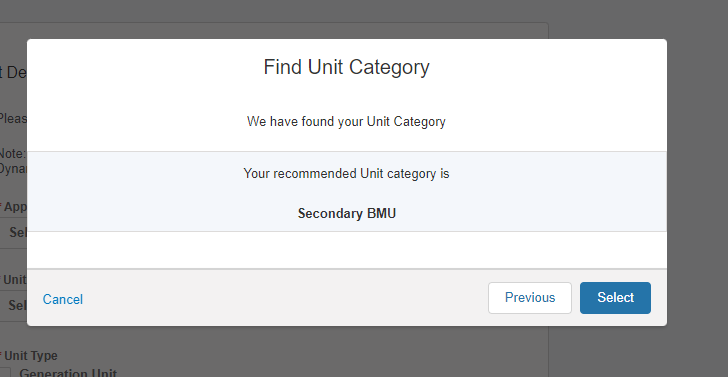 Find Unit Category
We have found your Unit Category
Your recommended Unit category is
Secondary BMU
Cancel
Previous
Select
Note:
*Unit Type
Generation Unit